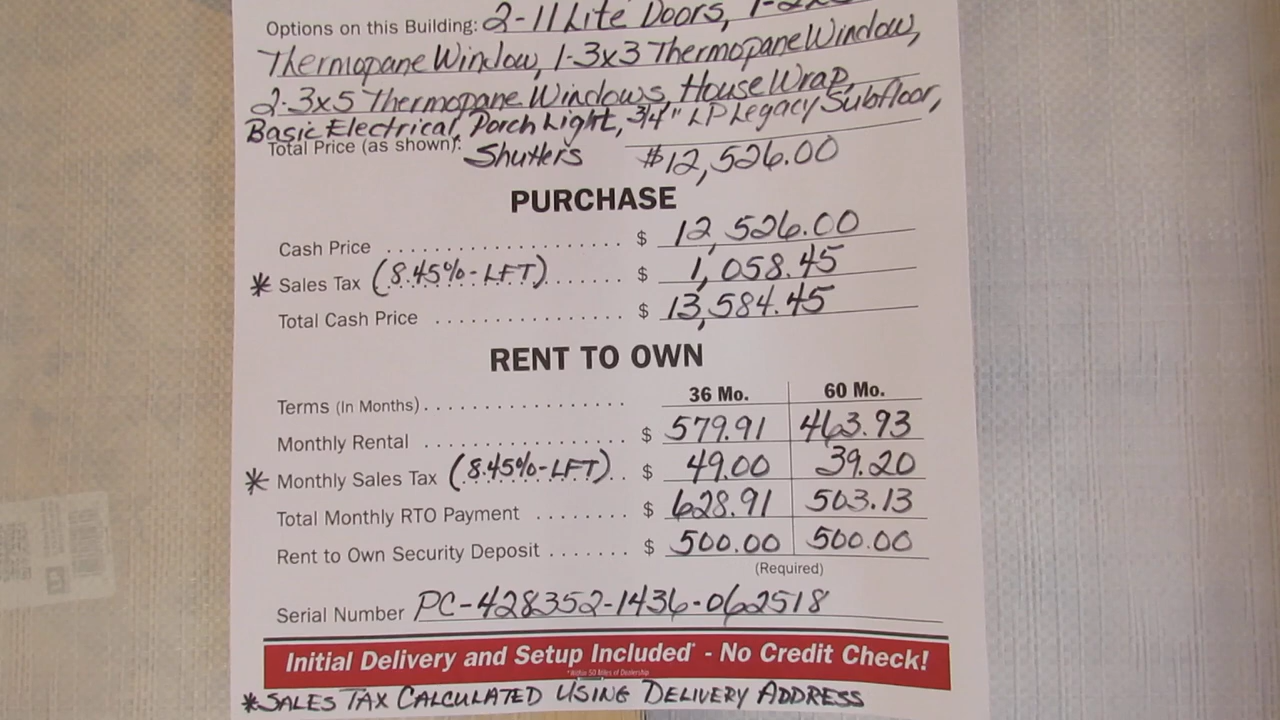 Options on this Building: 2-11 Lite Doors,
Thermopane Window, 1-3x3 Thermopane Window,
2-3x5 Thermopane Windows, House Wrap,
Basic Electrical, Porch Light, 3/4" LP Legacy Subfloor,
Total Price (as shown): Shutters $12,526.00
PURCHASE
Cash Price $ 12,526.00
* Sales Tax (8.45%-LFT) $ 1,058.45
Total Cash Price $ 13,584.45
RENT TO OWN
Terms (In Months) 36 Mo. 60 Mo.
Monthly Rental $ 579.91 463.93
* Monthly Sales Tax (8.45%-LFT) $ 49.00 39.20
Total Monthly RTO Payment $ 628.91 503.13
Rent to Own Security Deposit $ 500.00 500.00
(Required)
Serial Number PC-428352-1436-062518
Initial Delivery and Setup Included* - No Credit Check!
*Within 50 Miles of Dealership
*SALES TAX CALCULATED USING DELIVERY ADDRESS